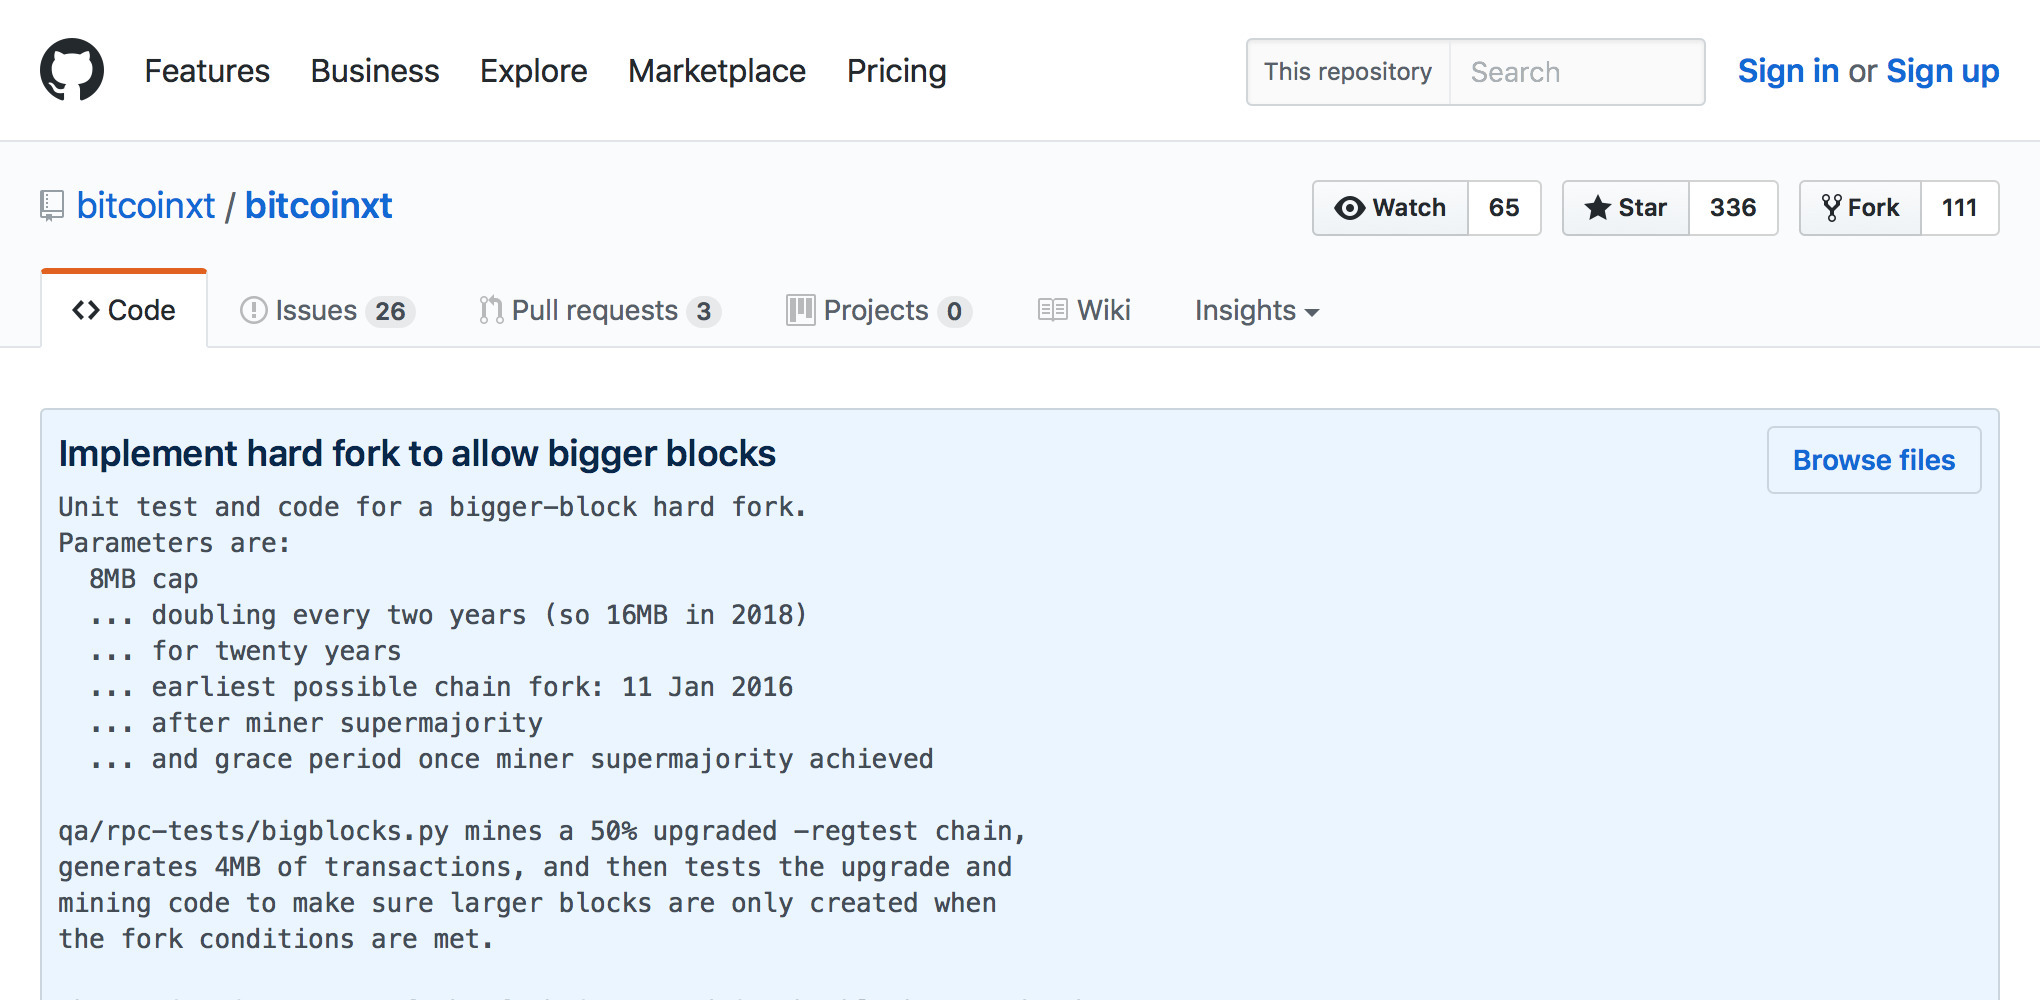 Features Business Explore Marketplace Pricing This repository Search Sign in or Sign up
bitcoinxt / bitcoinxt Watch 65 Star 336 Fork 111
Code Issues 26 Pull requests 3 Projects 0 Wiki Insights
Implement hard fork to allow bigger blocks Browse files
Unit test and code for a bigger-block hard fork.
Parameters are:
8MB cap
... doubling every two years (so 16MB in 2018)
... for twenty years
... earliest possible chain fork: 11 Jan 2016
... after miner supermajority
... and grace period once miner supermajority achieved
qa/rpc-tests/bigblocks.py mines a 50% upgraded -regtest chain,
generates 4MB of transactions, and then tests the upgrade and
mining code to make sure larger blocks are only created when
the fork conditions are met.